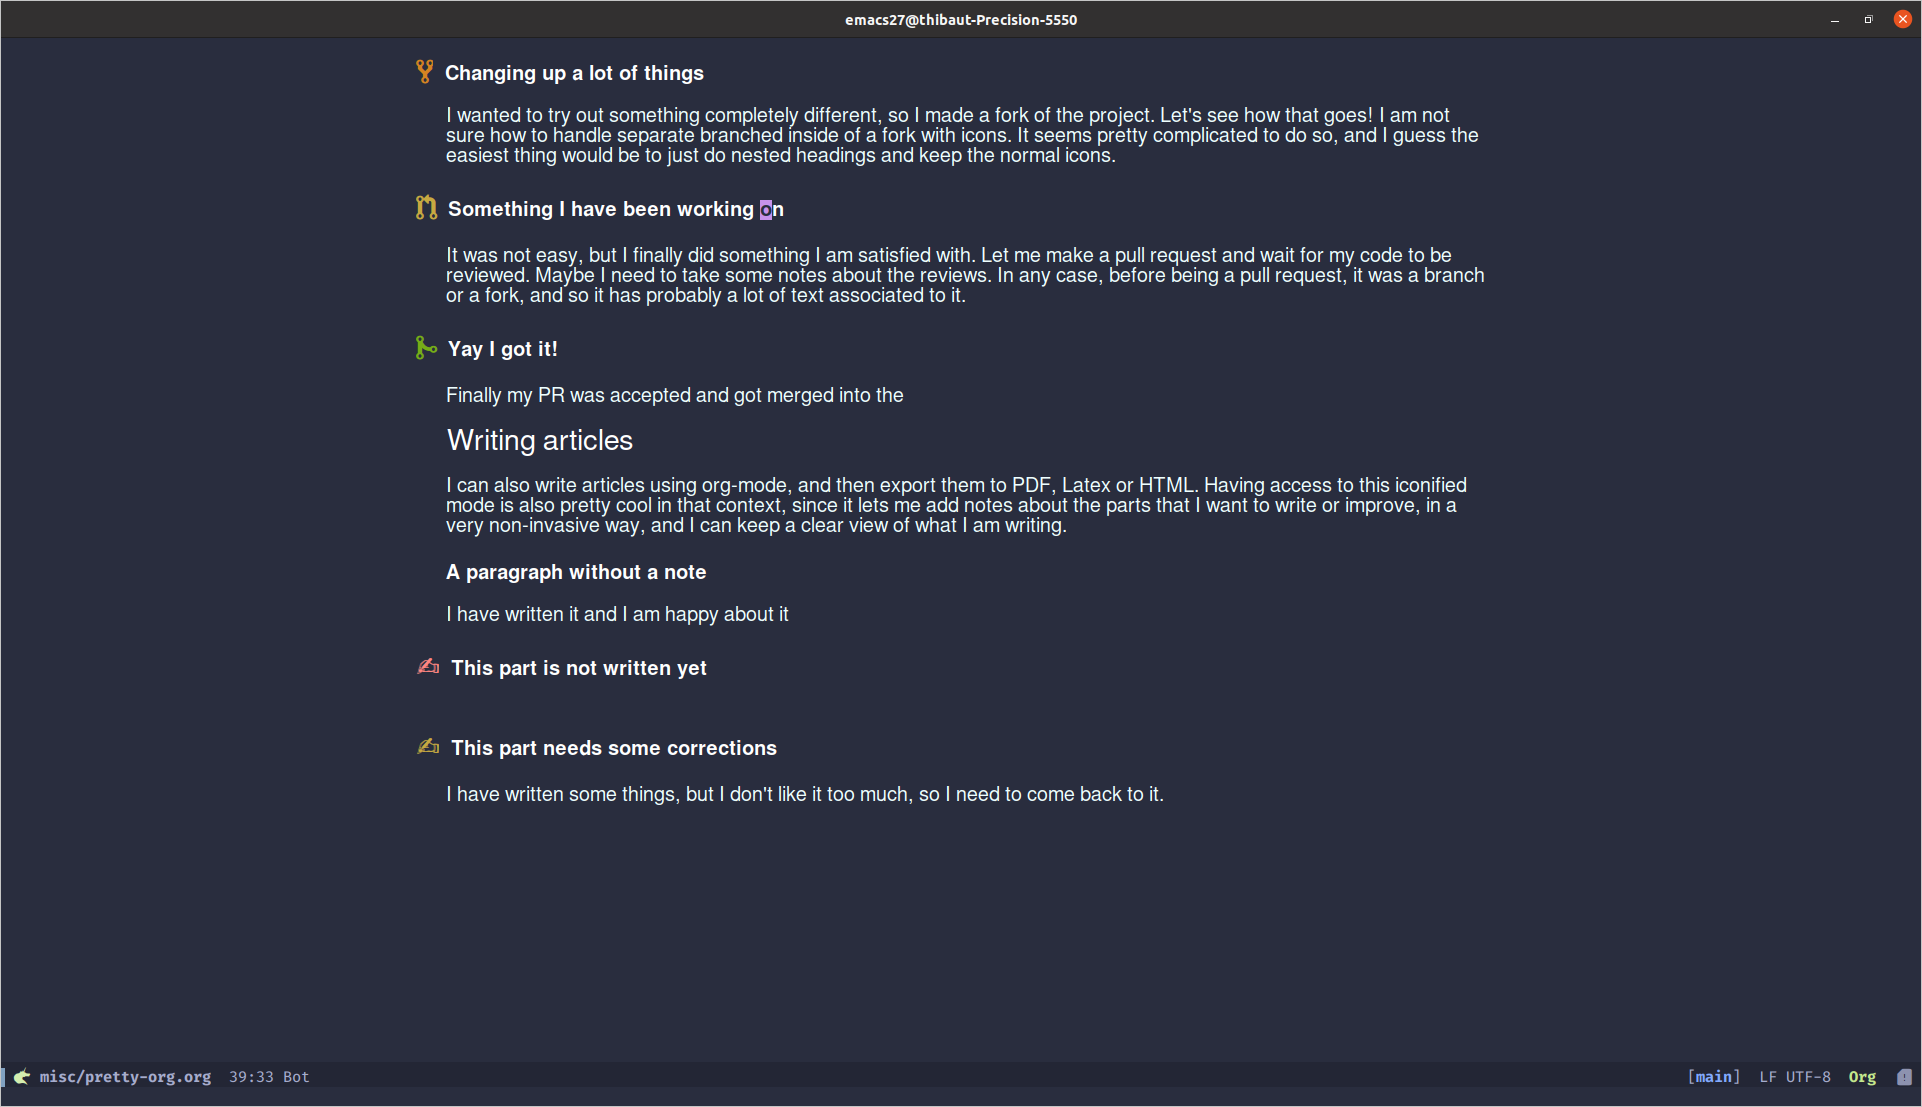 emacs27@thibaut-Precision-5550
Changing up a lot of things
I wanted to try out something completely different, so I made a fork of the project. Let's see how that goes! I am not
sure how to handle separate branched inside of a fork with icons. It seems pretty complicated to do so, and I guess the
easiest thing would be to just do nested headings and keep the normal icons.
Something I have been working on
It was not easy, but I finally did something I am satisfied with. Let me make a pull request and wait for my code to be
reviewed. Maybe I need to take some notes about the reviews. In any case, before being a pull request, it was a branch
or a fork, and so it has probably a lot of text associated to it.
Yay I got it!
Finally my PR was accepted and got merged into the
Writing articles
I can also write articles using org-mode, and then export them to PDF, Latex or HTML. Having access to this iconified
mode is also pretty cool in that context, since it lets me add notes about the parts that I want to write or improve, in a
very non-invasive way, and I can keep a clear view of what I am writing.
A paragraph without a note
I have written it and I am happy about it
This part is not written yet
This part needs some corrections
I have written some things, but I don't like it too much, so I need to come back to it.
misc/pretty-org.org 39:33 Bot [main] LF UTF-8 Org